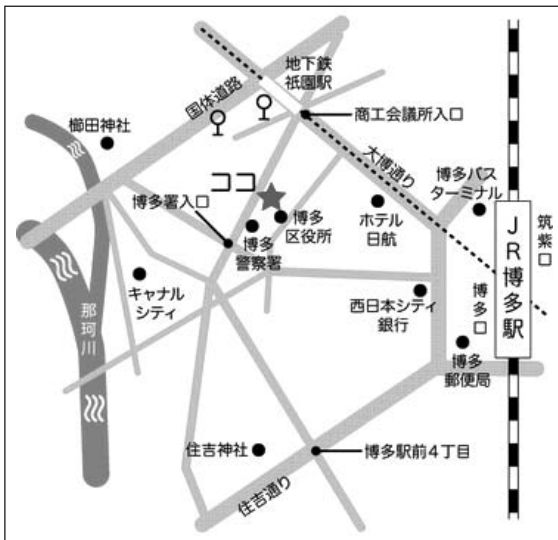 地下鉄
祇園駅
国体道路
櫛田神社
商工会議所入口
大博通り
博多バス
ターミナル
ココ
博多署入口
博多
区役所
ホテル
日航
筑紫口
JR博多駅
博多
警察署
キャナル
シティ
西日本シティ
銀行
博多口
那珂川
博多
郵便局
住吉神社
博多駅前4丁目
住吉通り